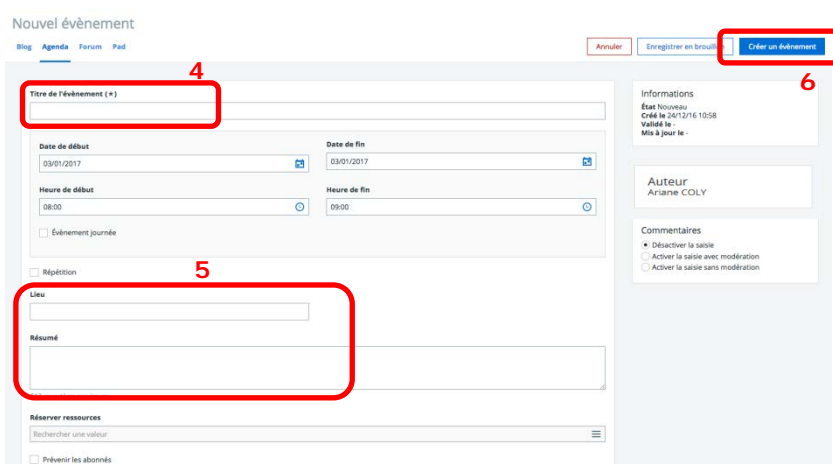 Nouvel évènement
Blog Agenda Forum Pad
Annuler Enregistrer en brouillon Créer un évènement
4
6
Titre de l'évènement (*)
Informations
État Nouveau
Créé le 24/12/16 10:58
Validé le -
Mis à jour le -
Date de début Date de fin
03/01/2017 03/01/2017
Heure de début Heure de fin
08:00 09:00
Évènement journée
Auteur
Ariane COLY
Commentaires
Désactiver la saisie
Activer la saisie avec modération
Activer la saisie sans modération
Répétition
5
Lieu
Résumé
Réserver ressources
Rechercher une valeur
Prévenir les abonnés